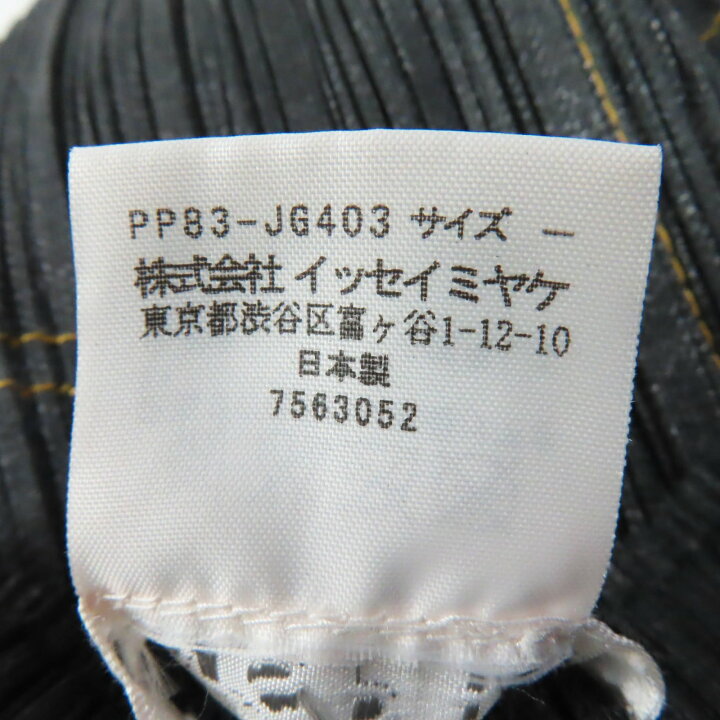 PP83-JG403 サイズ －
株式会社 イッセイミヤケ
東京都渋谷区富ヶ谷1-12-10
日本製
7563052